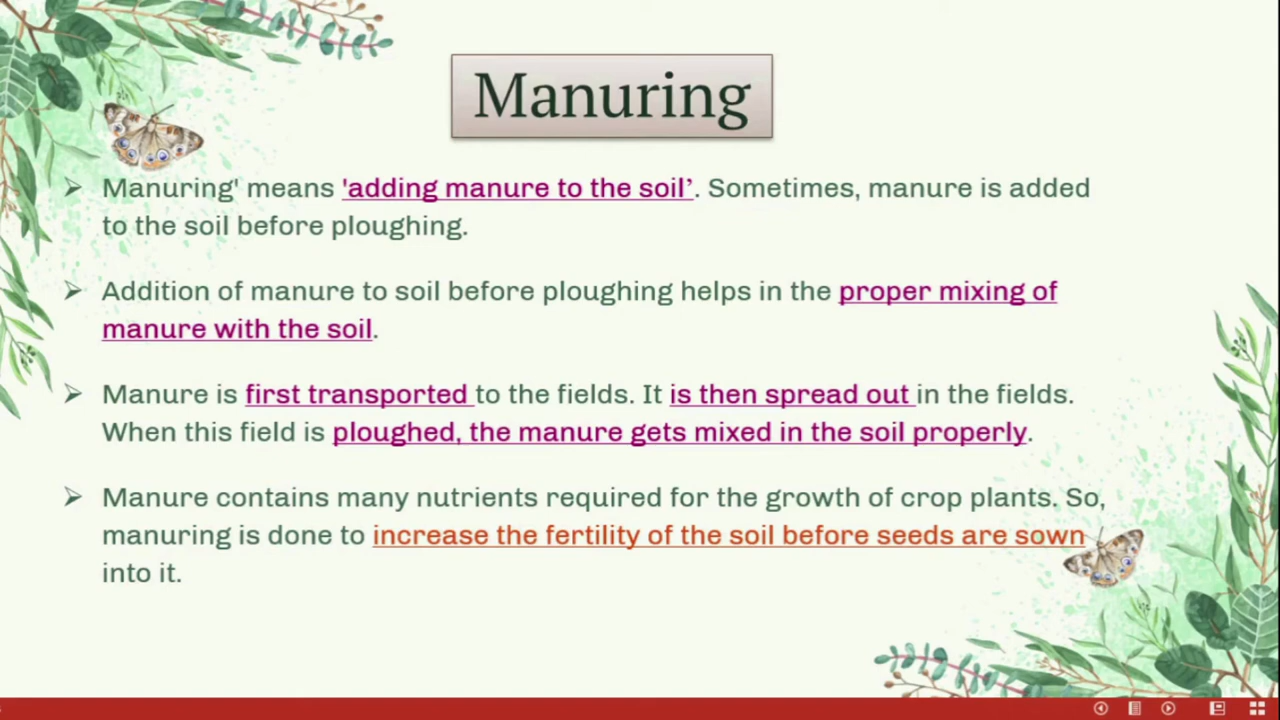 Manuring
Manuring' means 'adding manure to the soil’. Sometimes, manure is added
to the soil before ploughing.
Addition of manure to soil before ploughing helps in the proper mixing of
manure with the soil.
Manure is first transported to the fields. It is then spread out in the fields.
When this field is ploughed, the manure gets mixed in the soil properly.
Manure contains many nutrients required for the growth of crop plants. So,
manuring is done to increase the fertility of the soil before seeds are sown
into it.